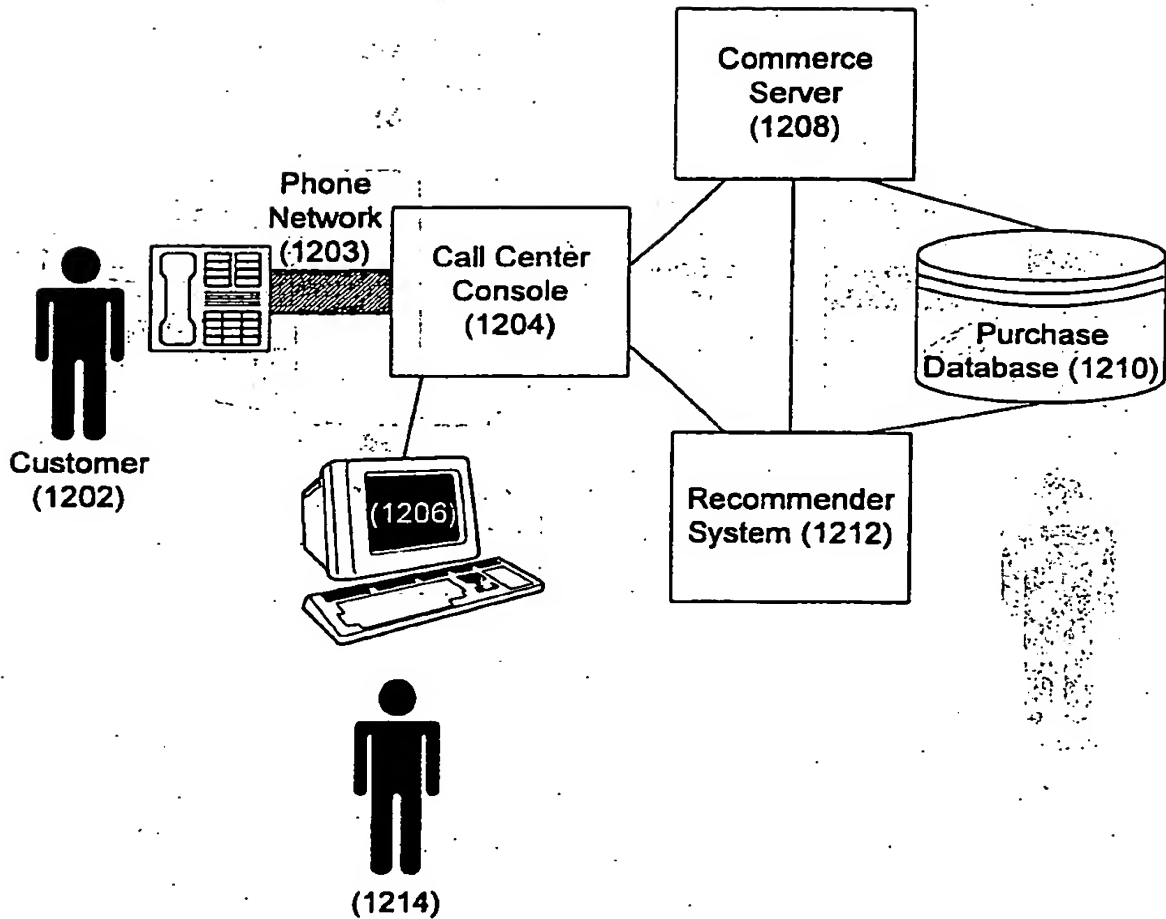 Commerce
Server
(1208)
Phone
Network
(1203)
Call Center
Console
(1204)
Purchase
Database (1210)
Customer
(1202)
(1206)
Recommender
System (1212)
(1214)